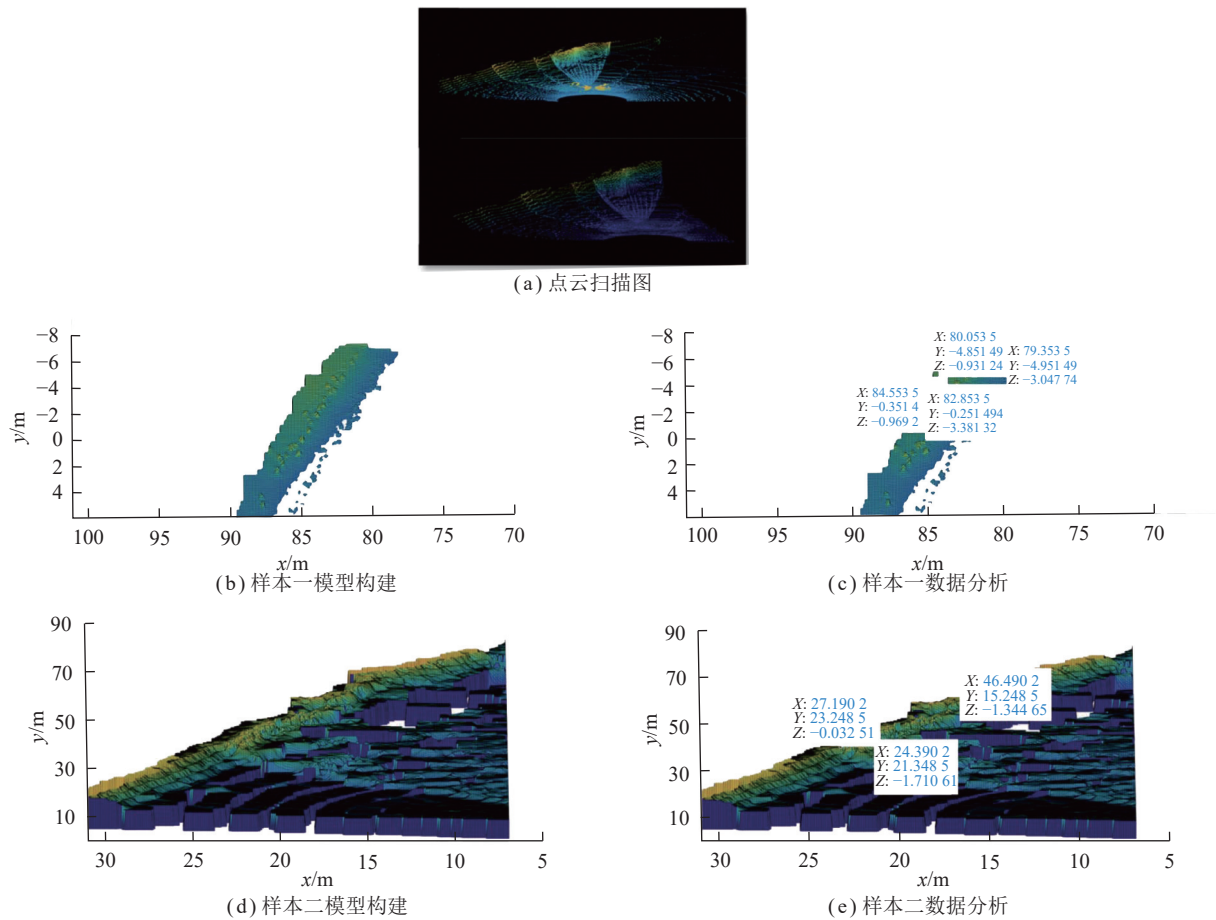 (a) 点云扫描图
−8
−6
−4
−2
0
2
4
y/m
100 95 90 85 80 75 70
x/m
(b) 样本一模型构建
−8
−6
−4
−2
0
2
4
y/m
X: 80.053 5
Y: −4.851 49
Z: −0.931 24
X: 79.353 5
Y: −4.951 49
Z: −3.047 74
X: 84.553 5
Y: −0.351 4
Z: −0.969 2
X: 82.853 5
Y: −0.251 494
Z: −3.381 32
100 95 90 85 80 75 70
x/m
(c) 样本一数据分析
90
70
50
30
10
y/m
30 25 20 15 10 5
x/m
(d) 样本二模型构建
90
70
50
30
10
y/m
X: 27.190 2
Y: 23.248 5
Z: −0.032 51
X: 46.490 2
Y: 15.248 5
Z: −1.344 65
X: 24.390 2
Y: 21.348 5
Z: −1.710 61
30 25 20 15 10 5
x/m
(e) 样本二数据分析